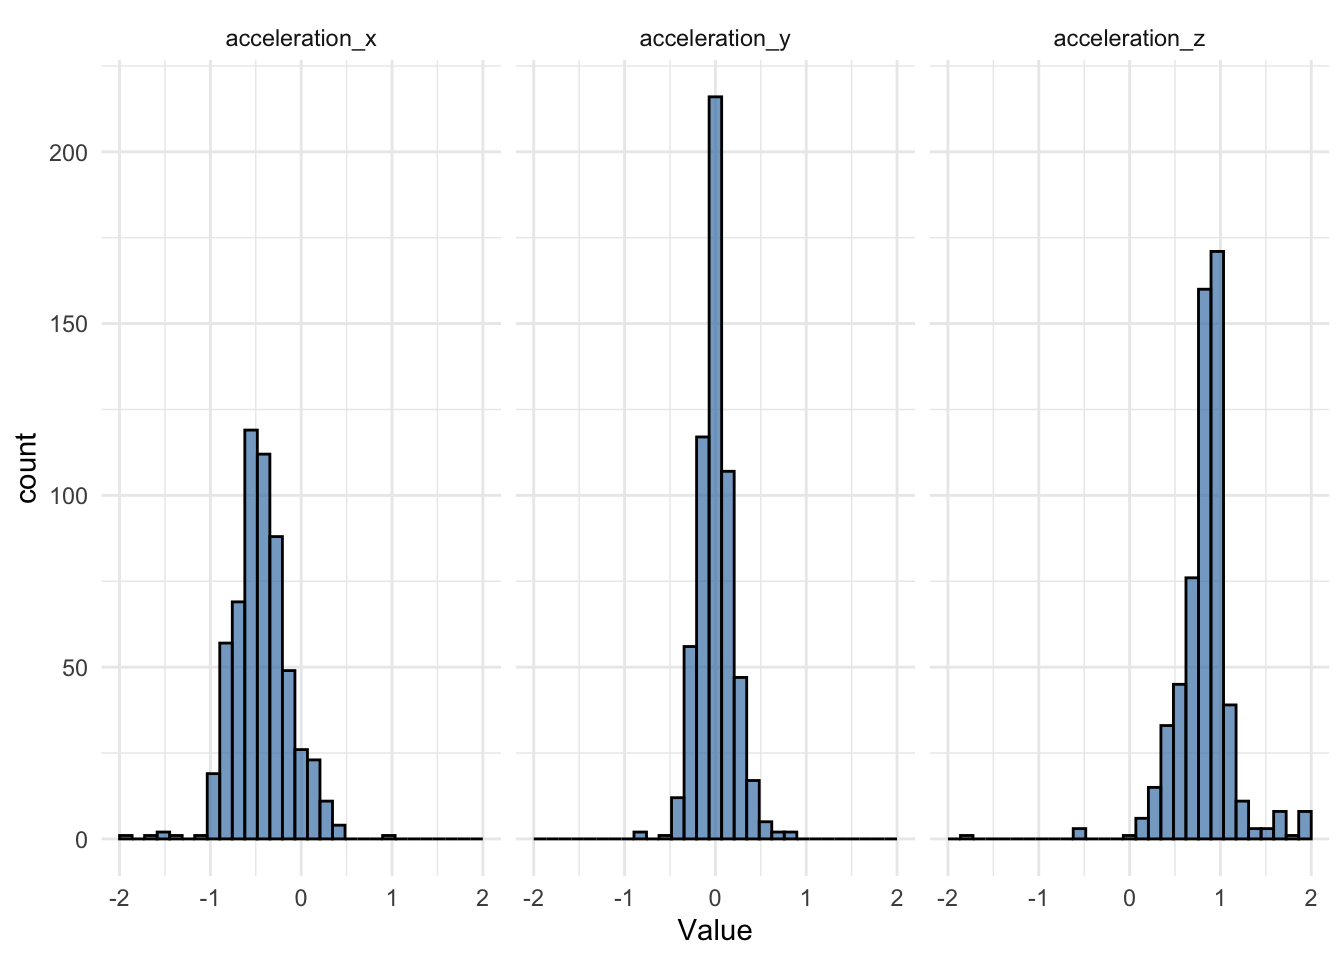 acceleration_x acceleration_y acceleration_z
200
150
100
50
0
count
-2 -1 0 1 2 -2 -1 0 1 2 -2 -1 0 1 2
Value